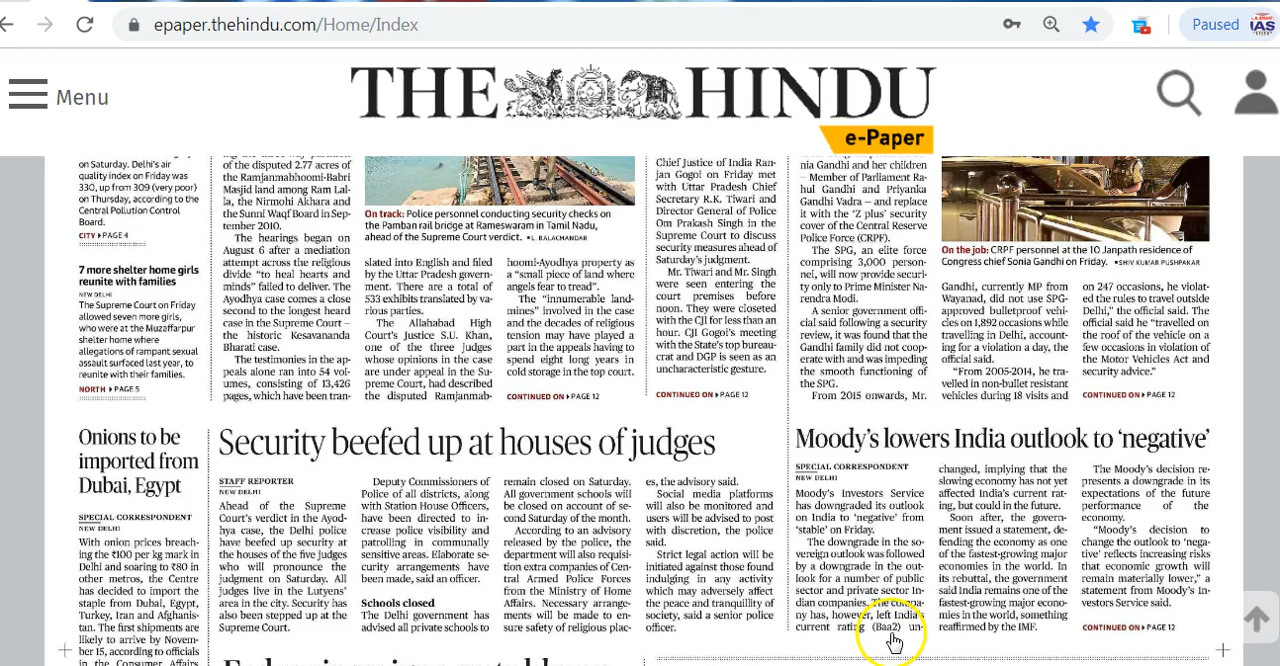 epaper.thehindu.com/Home/Index
Paused
IAS
Menu
THE HINDU
e-Paper
on Saturday. Delhi's air
quality index on Friday was
330, up from 309 (very poor)
on Thursday, according to the
Central Pollution Control
Board.
CITY PAGE 4
7 more shelter home girls
reunite with families
NEW DELHI
The Supreme Court on Friday
allowed seven more girls,
who were at the Muzaffarpur
shelter home where
allegations of rampant sexual
assault surfaced last year, to
reunite with their families.
NORTH PAGE 5
of the disputed 2.77 acres of
the Ramjanmabhoomi-Babri
Masjid land among Ram Lal-
la, the Nirmohi Akhara and
the Sunni Waqf Board in Sep-
tember 2010.
The hearings began on
August 6 after a mediation
attempt across the religious
divide "to heal hearts and
minds" failed to deliver. The
Ayodhya case comes a close
second to the longest heard
case in the Supreme Court –
the historic Kesavananda
Bharati case.
The testimonies in the ap-
peals alone ran into 54 vol-
umes, consisting of 13,426
pages, which have been tran-
On track: Police personnel conducting security checks on
the Pamban rail bridge at Rameswaram in Tamil Nadu,
ahead of the Supreme Court verdict. L. BALACHANDAR
slated into English and filed
by the Uttar Pradesh govern-
ment. There are a total of
533 exhibits translated by va-
rious parties.
The Allahabad High
Court's Justice S.U. Khan,
one of the three judges
whose opinions in the case
are under appeal in the Su-
preme Court, had described
the disputed Ramjanmab-
hoomi-Ayodhya property as
a "small piece of land where
angels fear to tread".
The "innumerable land-
mines" involved in the case
and the decades of religious
tension may have played a
part in the appeals having to
spend eight long years in
cold storage in the top court.
CONTINUED ON PAGE 12
Chief Justice of India Ran-
jan Gogoi on Friday met
with Uttar Pradesh Chief
Secretary R.K. Tiwari and
Director General of Police
Om Prakash Singh in the
Supreme Court to discuss
security measures ahead of
Saturday's judgment.
Mr. Tiwari and Mr. Singh
were seen entering the
court premises before
noon. They were closeted
with the CJI for less than an
hour. CJI Gogoi's meeting
with the State's top bureau-
crat and DGP is seen as an
uncharacteristic gesture.
CONTINUED ON PAGE 12
nia Gandhi and her children
– Member of Parliament Ra-
hul Gandhi and Priyanka
Gandhi Vadra – and replace
it with the 'Z plus' security
cover of the Central Reserve
Police Force (CRPF).
The SPG, an elite force
comprising 3,000 person-
nel, will now provide securi-
ty only to Prime Minister Na-
rendra Modi.
A senior government offi-
cial said following a security
review, it was found that the
Gandhi family did not coop-
erate with and was impeding
the smooth functioning of
the SPG.
From 2015 onwards, Mr.
On the job: CRPF personnel at the 10 Janpath residence of
Congress chief Sonia Gandhi on Friday. SHIV KUMAR PUSHPAKAR
Gandhi, currently MP from
Wayanad, did not use SPG-
approved bulletproof vehicl-
es on 1,892 occasions while
travelling in Delhi, account-
ing for a violation a day, the
official said.
"From 2005-2014, he tra-
velled in non-bullet resistant
vehicles during 18 visits and
on 247 occasions, he violat-
ed the rules to travel outside
Delhi," the official said. The
official said he "travelled on
the roof of the vehicle on a
few occasions in violation of
the Motor Vehicles Act and
security advice."
CONTINUED ON PAGE 12
Onions to be
imported from
Dubai, Egypt
SPECIAL CORRESPONDENT
NEW DELHI
With onion prices breach-
ing the ₹100 per kg mark in
Delhi and soaring to ₹80 in
other metros, the Centre
has decided to import the
staple from Dubai, Egypt,
Turkey, Iran and Afghanis-
tan. The first shipments are
likely to arrive by Novem-
ber 15, according to officials
in the Consumer Affairs
Security beefed up at houses of judges
STAFF REPORTER
NEW DELHI
Ahead of the Supreme
Court's verdict in the Ayod-
hya case, the Delhi police
have beefed up security at
the houses of the five judges
who will pronounce the
judgment on Saturday. All
judges live in the Lutyens'
area in the city. Security has
also been stepped up at the
Supreme Court.
Deputy Commissioners of
Police of all districts, along
with Station House Officers,
have been directed to in-
crease police visibility and
patrolling in communally
sensitive areas. Elaborate se-
curity arrangements have
been made, said an officer.
Schools closed
The Delhi government has
advised all private schools to
remain closed on Saturday.
All government schools will
be closed on account of se-
cond Saturday of the month.
According to an advisory
released by the police, the
department will also requisi-
tion extra companies of Cen-
tral Armed Police Forces
from the Ministry of Home
Affairs. Necessary arrange-
ments will be made to en-
sure safety of religious plac-
es, the advisory said.
Social media platforms
will also be monitored and
users will be advised to post
with discretion, the police
said.
Strict legal action will be
initiated against those found
indulging in any activity
which may adversely affect
the peace and tranquillity of
society, said a senior police
officer.
Moody's lowers India outlook to 'negative'
SPECIAL CORRESPONDENT
NEW DELHI
Moody's Investors Service
has downgraded its outlook
on India to 'negative' from
'stable' on Friday.
The downgrade in the so-
vereign outlook was followed
by a downgrade in the out-
look for a number of public
sector and private sector In-
dian companies. The compa-
ny has, however, left India's
current rating (Baa2) un-
changed, implying that the
slowing economy has not yet
affected India's current rat-
ing, but could in the future.
Soon after, the govern-
ment issued a statement, de-
fending the economy as one
of the fastest-growing major
economies in the world. In
its rebuttal, the government
said India remains one of the
fastest-growing major econo-
mies in the world, something
reaffirmed by the IMF.
The Moody's decision re-
presents a downgrade in its
expectations of the future
performance of the
economy.
"Moody's decision to
change the outlook to 'nega-
tive' reflects increasing risks
that economic growth will
remain materially lower," a
statement from Moody's In-
vestors Service said.
CONTINUED ON PAGE 12